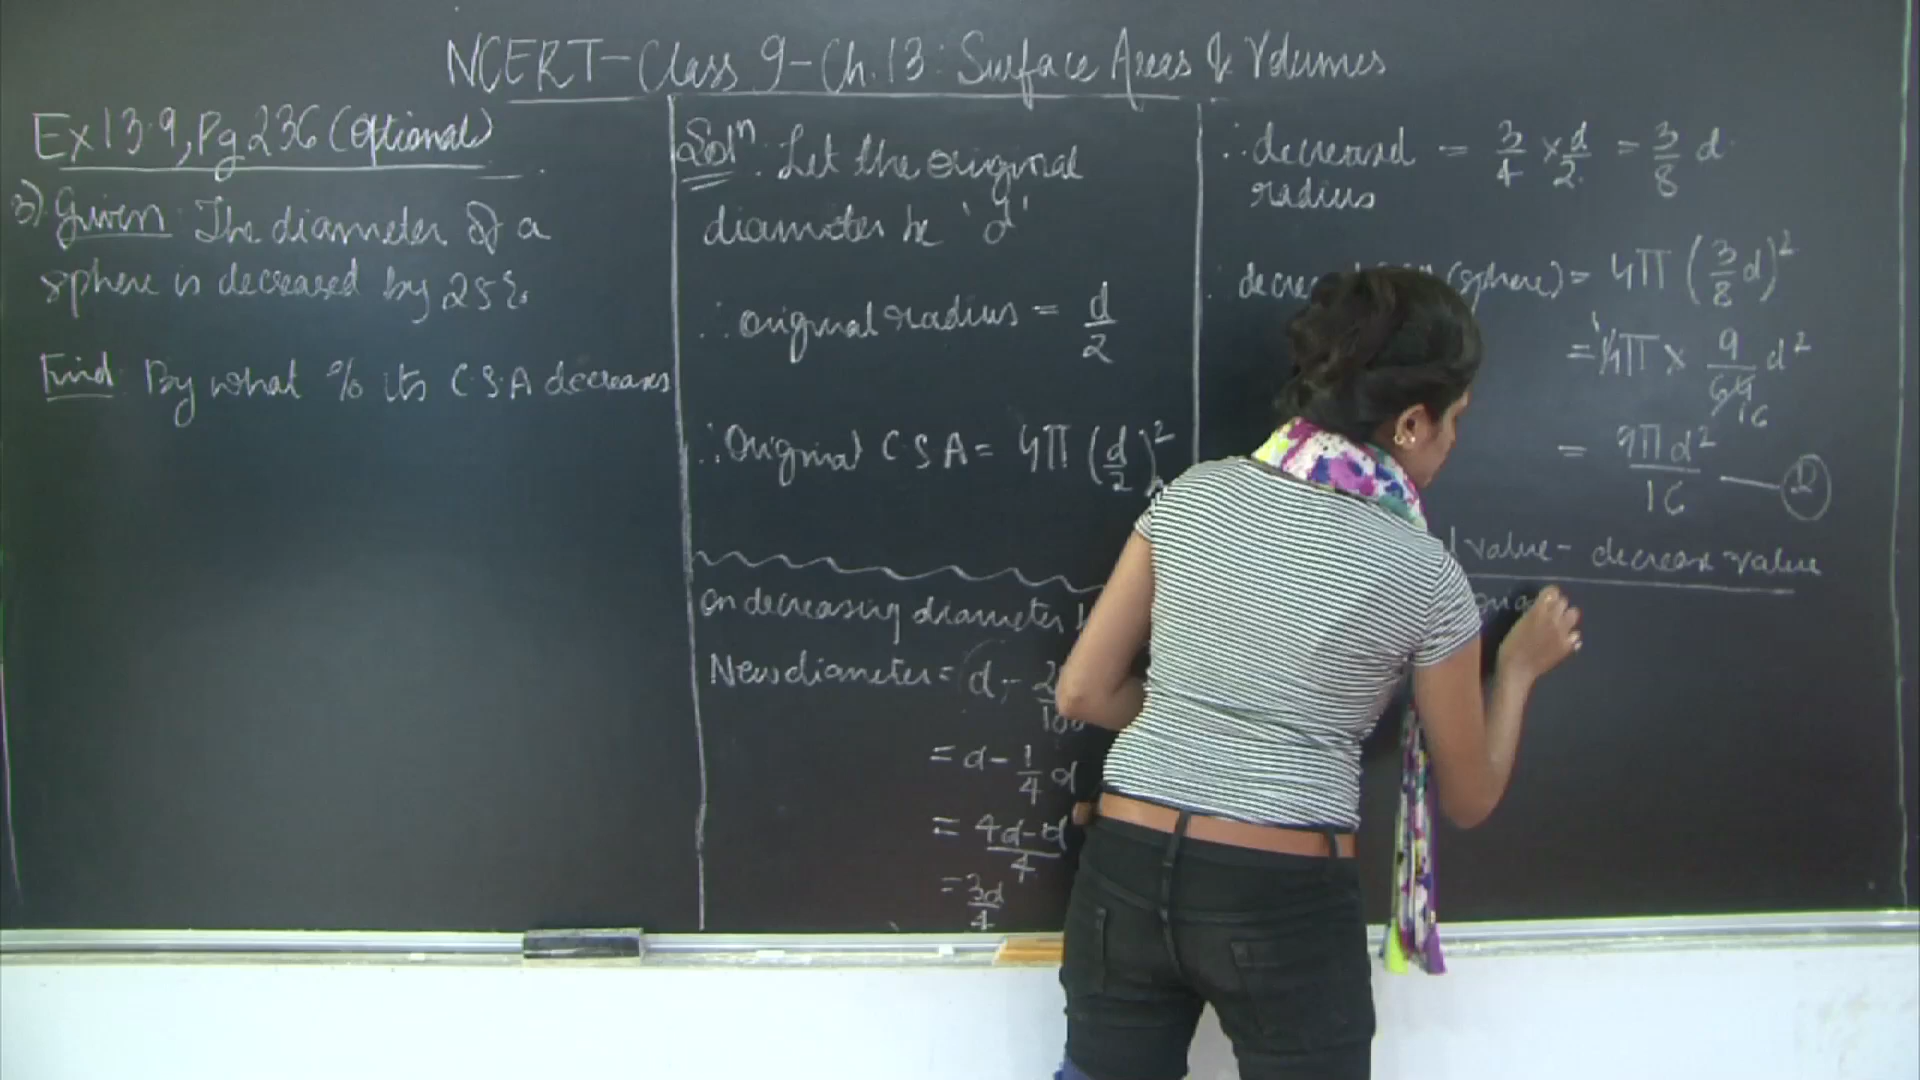 NCERT-Class 9-Ch.13: Surface Areas & Volumes
Ex 13.9, Pg 236 (Optional)
3) Given: The diameter of a
sphere is decreased by 25%.
Find: By what % its C.S.A decreases
Solⁿ: Let the original
diameter be 'd'
∴ original radius = d/2
∴ Original C.S.A = 4π (d/2)²
On decreasing diameter
New diameter = d -
= d - 1/4 d
= 4d-d/4
= 3d/4
∴ decreased radius = 3/4 × d/2 = 3/8 d
(sphere) = 4π (3/8 d)²
= 4π × 9/64 d²
1 16
= 9πd²/16 — 2
value - decrease value